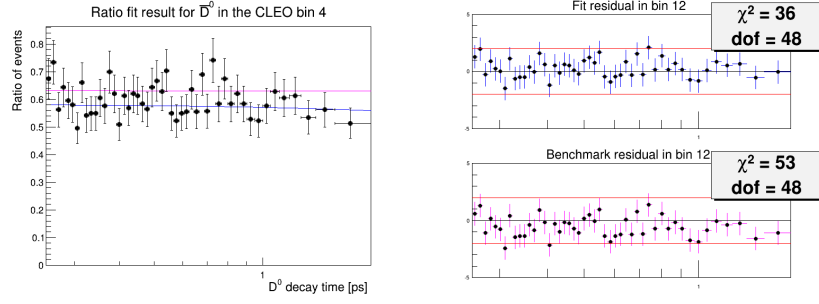 Ratio fit result for D̅⁰ in the CLEO bin 4
Ratio of events
0.8
0.7
0.6
0.5
0.4
0.3
0.2
0.1
0
1
D⁰ decay time [ps]
Fit residual in bin 12
χ² = 36
dof = 48
5
0
-5
1
Benchmark residual in bin 12
χ² = 53
dof = 48
5
0
-5
1